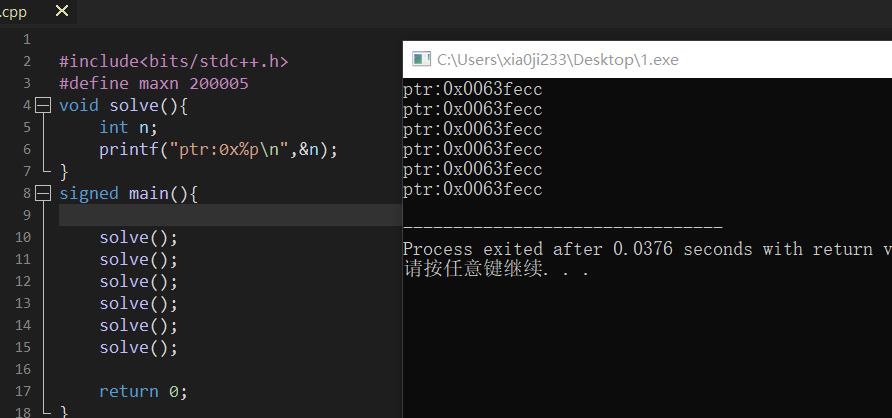 .cpp
1
2 #include<bits/stdc++.h>
3 #define maxn 200005
4 void solve(){
5 int n;
6 printf("ptr:0x%p\n",&n);
7 }
8 signed main(){
9
10 solve();
11 solve();
12 solve();
13 solve();
14 solve();
15 solve();
16
17 return 0;
18 }
C:\Users\xia0ji233\Desktop\1.exe
ptr:0x0063fecc
ptr:0x0063fecc
ptr:0x0063fecc
ptr:0x0063fecc
ptr:0x0063fecc
ptr:0x0063fecc
--------------------------------
Process exited after 0.0376 seconds with return v
请按任意键继续. . .